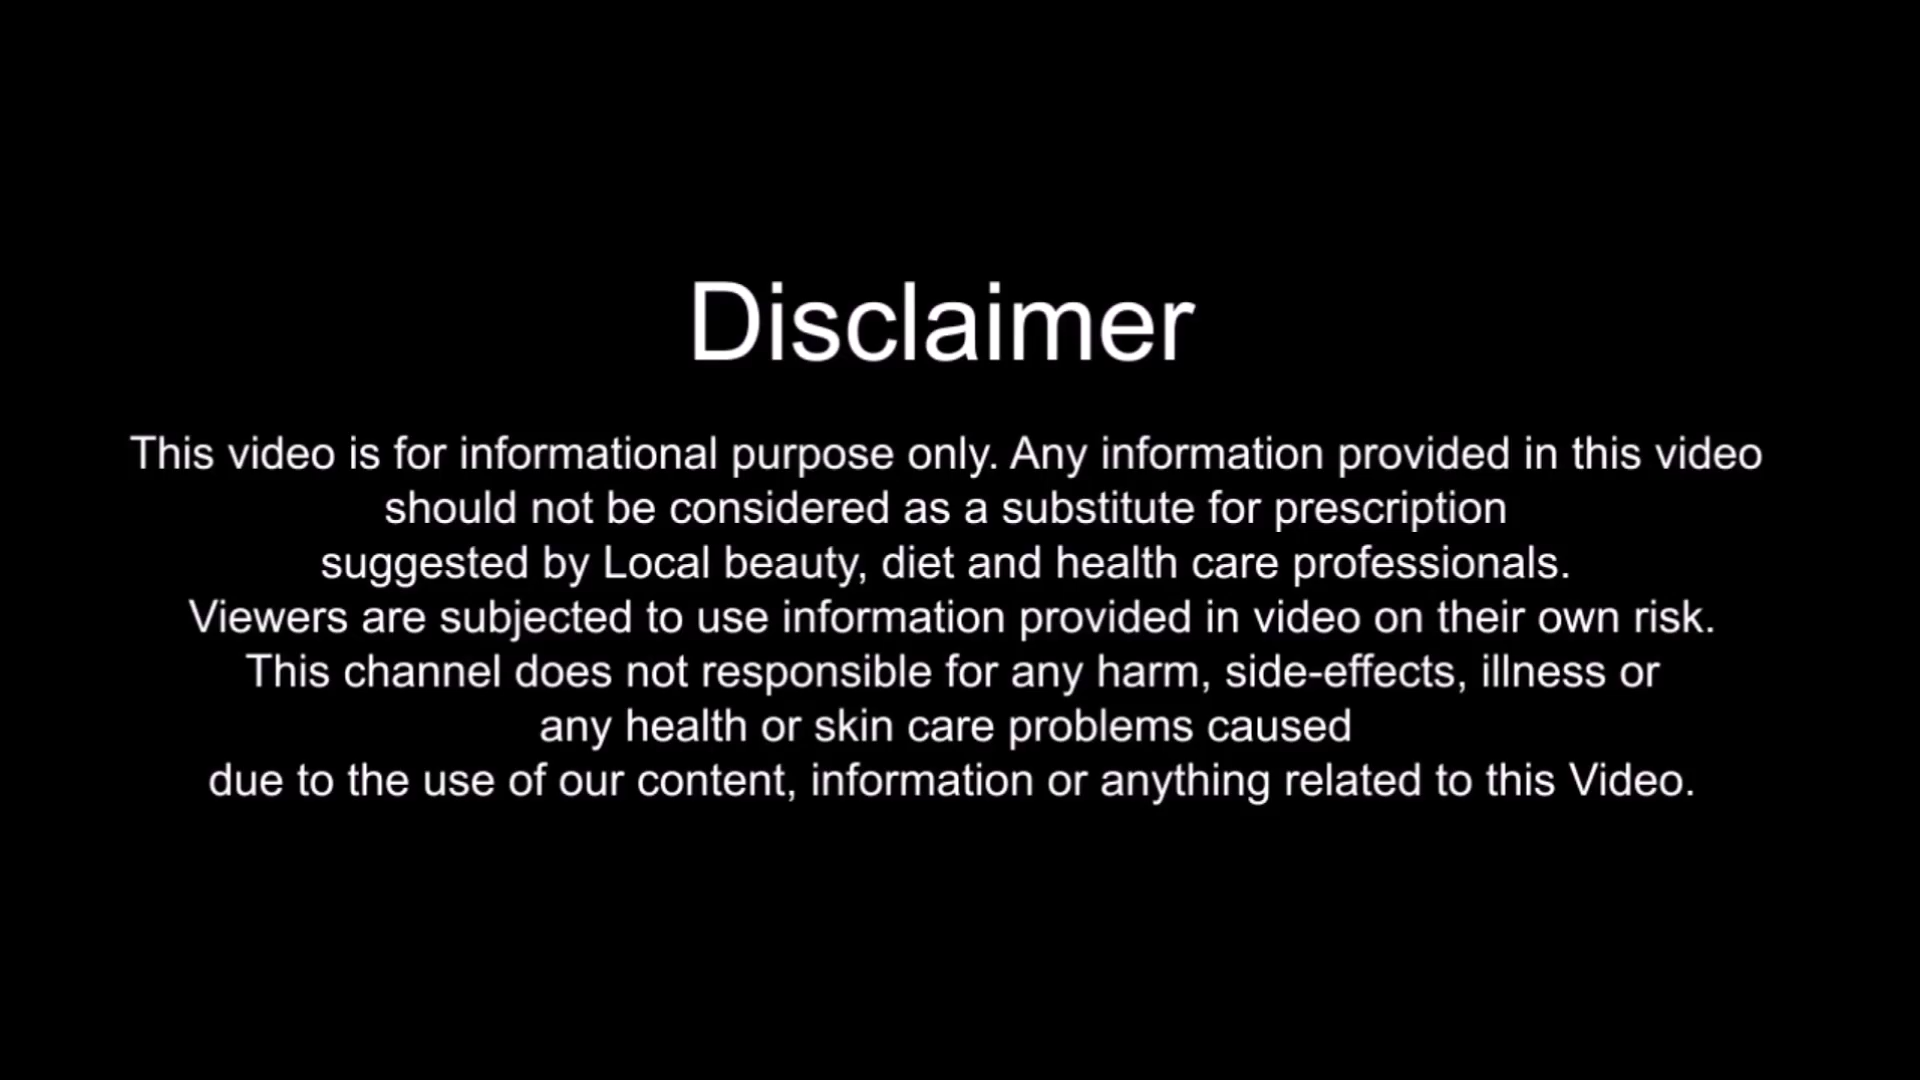 Disclaimer
This video is for informational purpose only. Any information provided in this video
should not be considered as a substitute for prescription
suggested by Local beauty, diet and health care professionals.
Viewers are subjected to use information provided in video on their own risk.
This channel does not responsible for any harm, side-effects, illness or
any health or skin care problems caused
due to the use of our content, information or anything related to this Video.